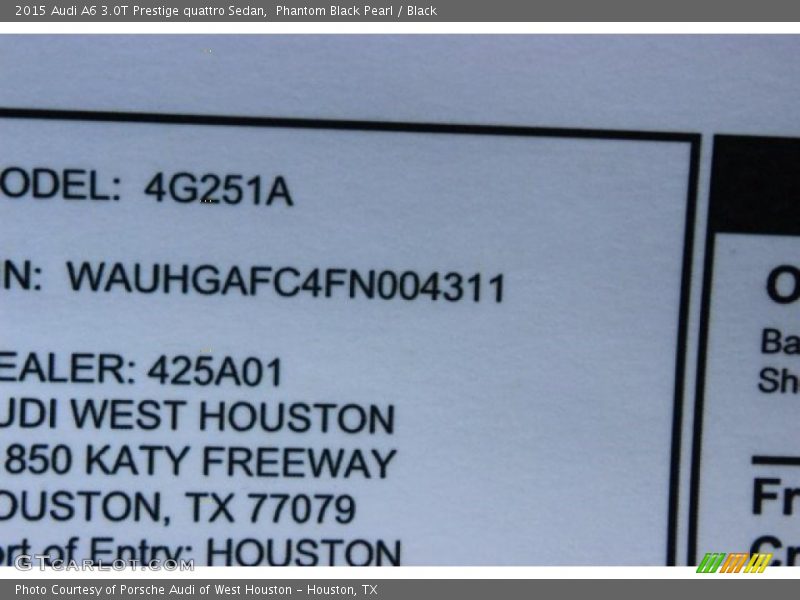 2015 Audi A6 3.0T Prestige quattro Sedan,  Phantom Black Pearl / Black
ODEL: 4G251A
N: WAUHGAFC4FN004311
EALER: 425A01
UDI WEST HOUSTON
850 KATY FREEWAY
OUSTON, TX 77079
ort of Entry: HOUSTON
O
Ba
Sh
Fr
Cr
GTCARLOT.COM
Photo Courtesy of Porsche Audi of West Houston – Houston, TX